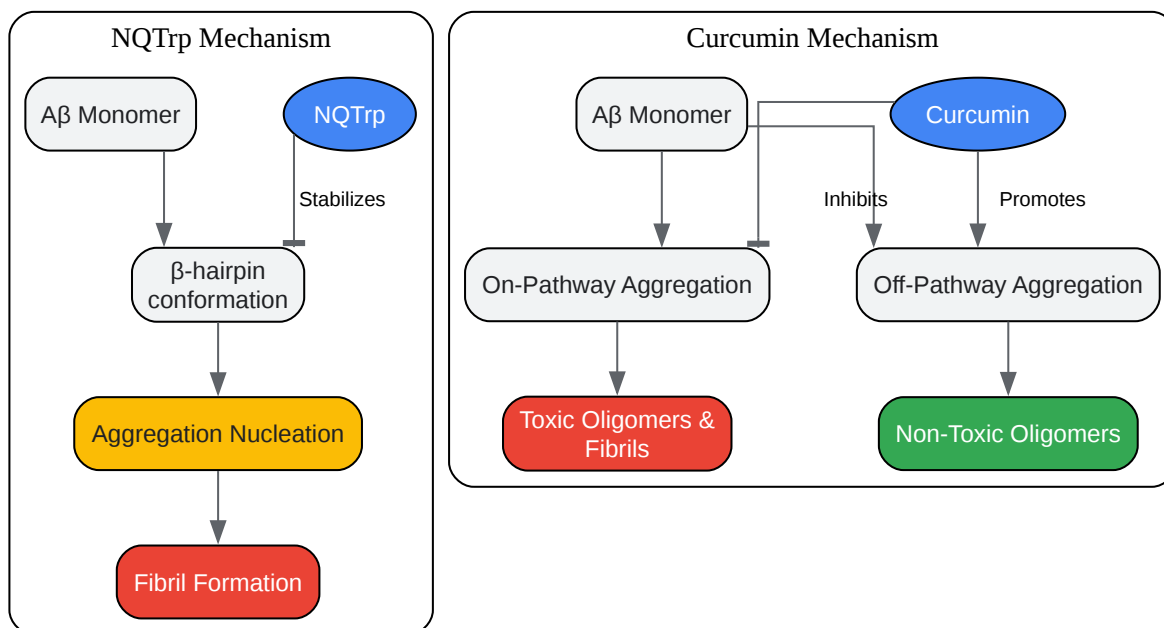 NQTrp Mechanism
Aβ Monomer
NQTrp
Stabilizes
β-hairpin
conformation
Aggregation Nucleation
Fibril Formation
Curcumin Mechanism
Aβ Monomer
Curcumin
Inhibits
Promotes
On-Pathway Aggregation
Off-Pathway Aggregation
Toxic Oligomers &
Fibrils
Non-Toxic Oligomers